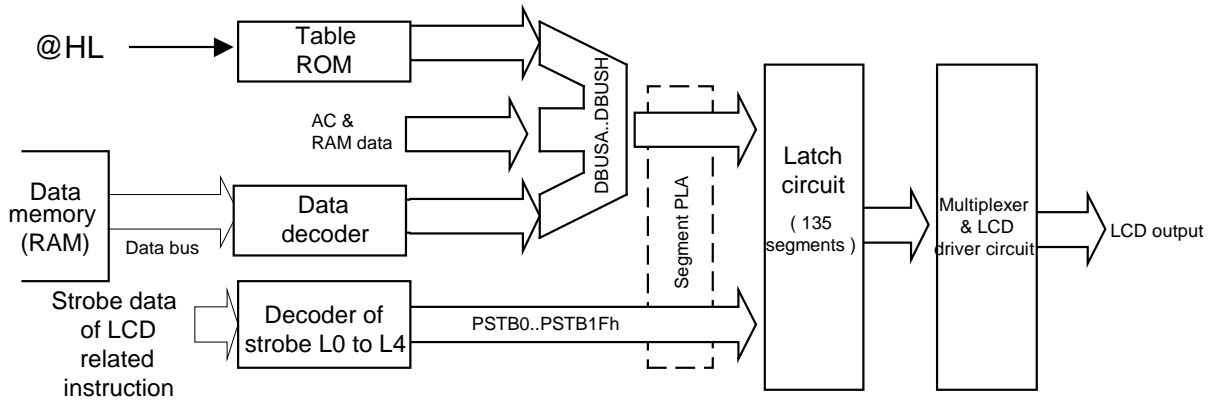 @HL
Table
ROM
AC &
RAM data
DBUSA..DBUSH
Data
memory
(RAM)
Data bus
Data
decoder
Segment PLA
Latch
circuit
( 135
segments )
Multiplexer
& LCD
driver circuit
LCD output
Strobe data
of LCD
related
instruction
Decoder of
strobe L0 to L4
PSTB0..PSTB1Fh